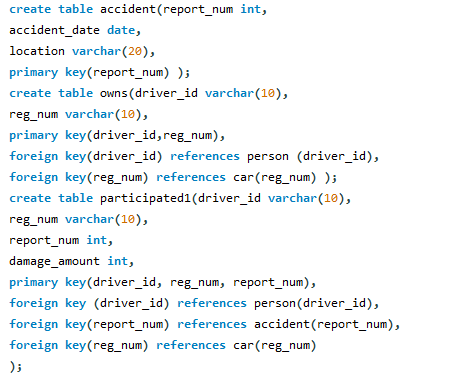 create table accident(report_num int,
accident_date date,
location varchar(20),
primary key(report_num) );
create table owns(driver_id varchar(10),
reg_num varchar(10),
primary key(driver_id,reg_num),
foreign key(driver_id) references person (driver_id),
foreign key(reg_num) references car(reg_num) );
create table participated1(driver_id varchar(10),
reg_num varchar(10),
report_num int,
damage_amount int,
primary key(driver_id, reg_num, report_num),
foreign key (driver_id) references person(driver_id),
foreign key(report_num) references accident(report_num),
foreign key(reg_num) references car(reg_num)
);